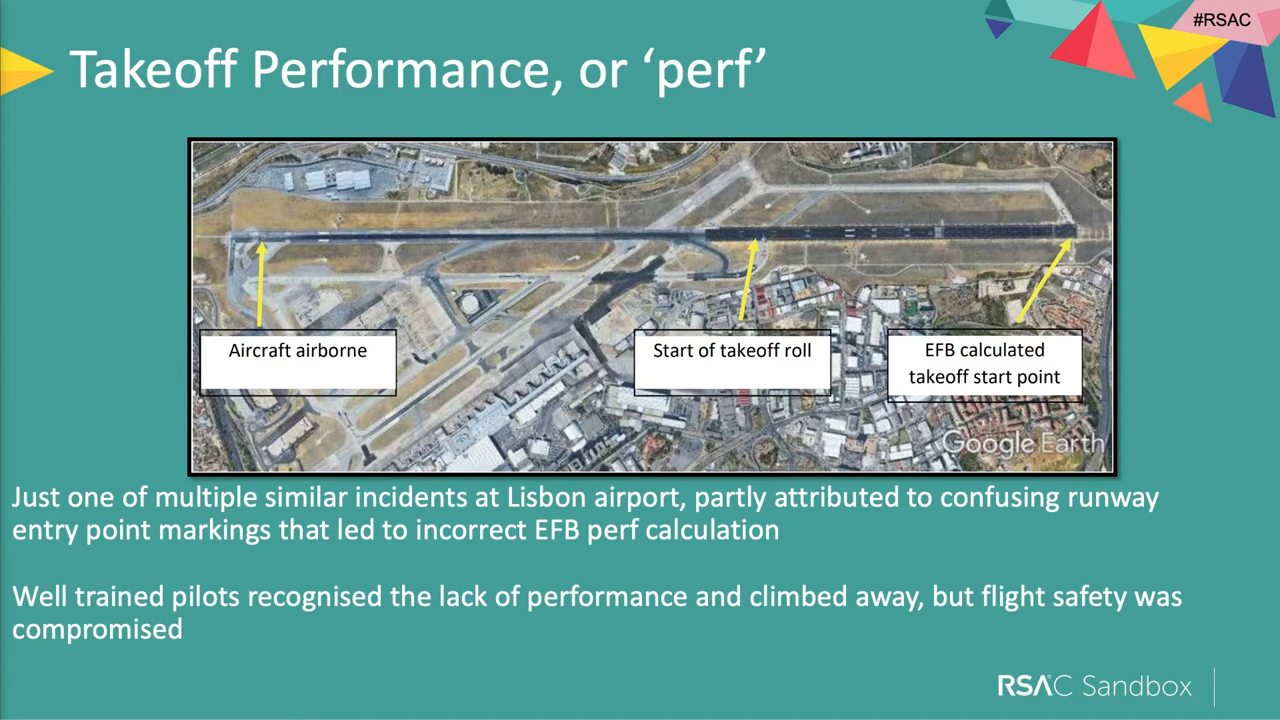 #RSAC
Takeoff Performance, or ‘perf’
Aircraft airborne
Start of takeoff roll
EFB calculated
takeoff start point
Google Earth
Just one of multiple similar incidents at Lisbon airport, partly attributed to confusing runway
entry point markings that led to incorrect EFB perf calculation
Well trained pilots recognised the lack of performance and climbed away, but flight safety was
compromised
RSAC Sandbox